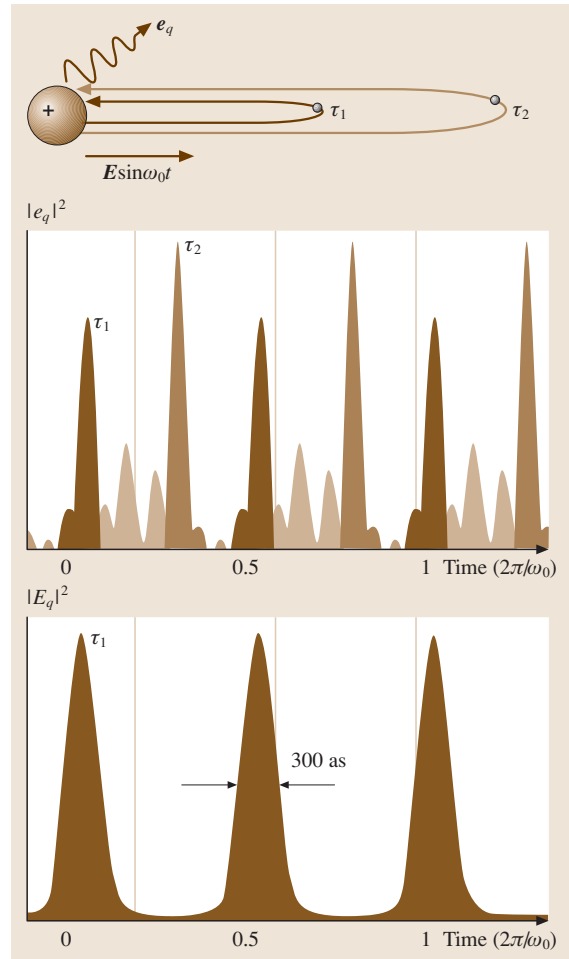 e_q
+
τ₁
τ₂
E sinω₀t
|e_q|²
τ₂
τ₁
0 0.5 1 Time (2π/ω₀)
|E_q|²
τ₁
300 as
0 0.5 1 Time (2π/ω₀)